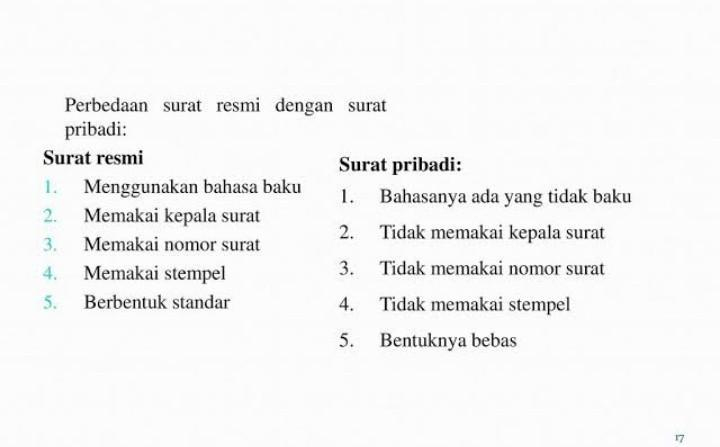 Perbedaan surat resmi dengan surat
pribadi:
Surat resmi
1. Menggunakan bahasa baku
2. Memakai kepala surat
3. Memakai nomor surat
4. Memakai stempel
5. Berbentuk standar
Surat pribadi:
1. Bahasanya ada yang tidak baku
2. Tidak memakai kepala surat
3. Tidak memakai nomor surat
4. Tidak memakai stempel
5. Bentuknya bebas
17